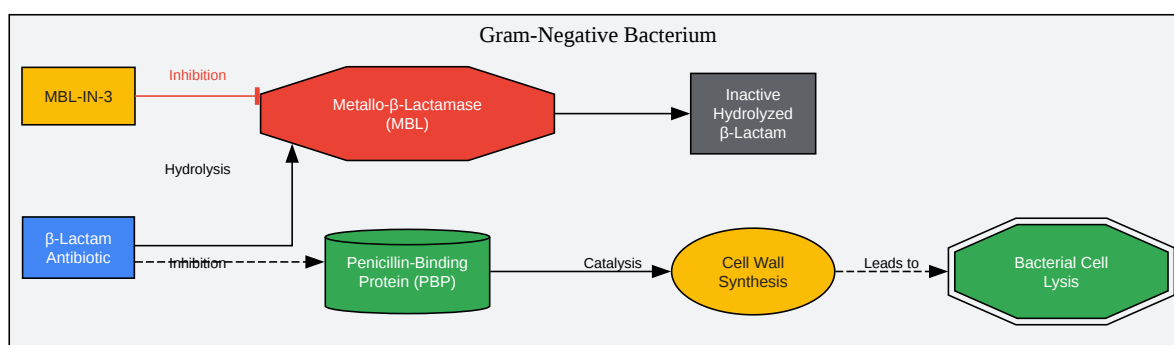 Gram-Negative Bacterium
MBL-IN-3
Inhibition
Metallo-β-Lactamase
(MBL)
Inactive
Hydrolyzed
β-Lactam
Hydrolysis
β-Lactam
Antibiotic
Inhibition
Penicillin-Binding
Protein (PBP)
Catalysis
Cell Wall
Synthesis
Leads to
Bacterial Cell
Lysis